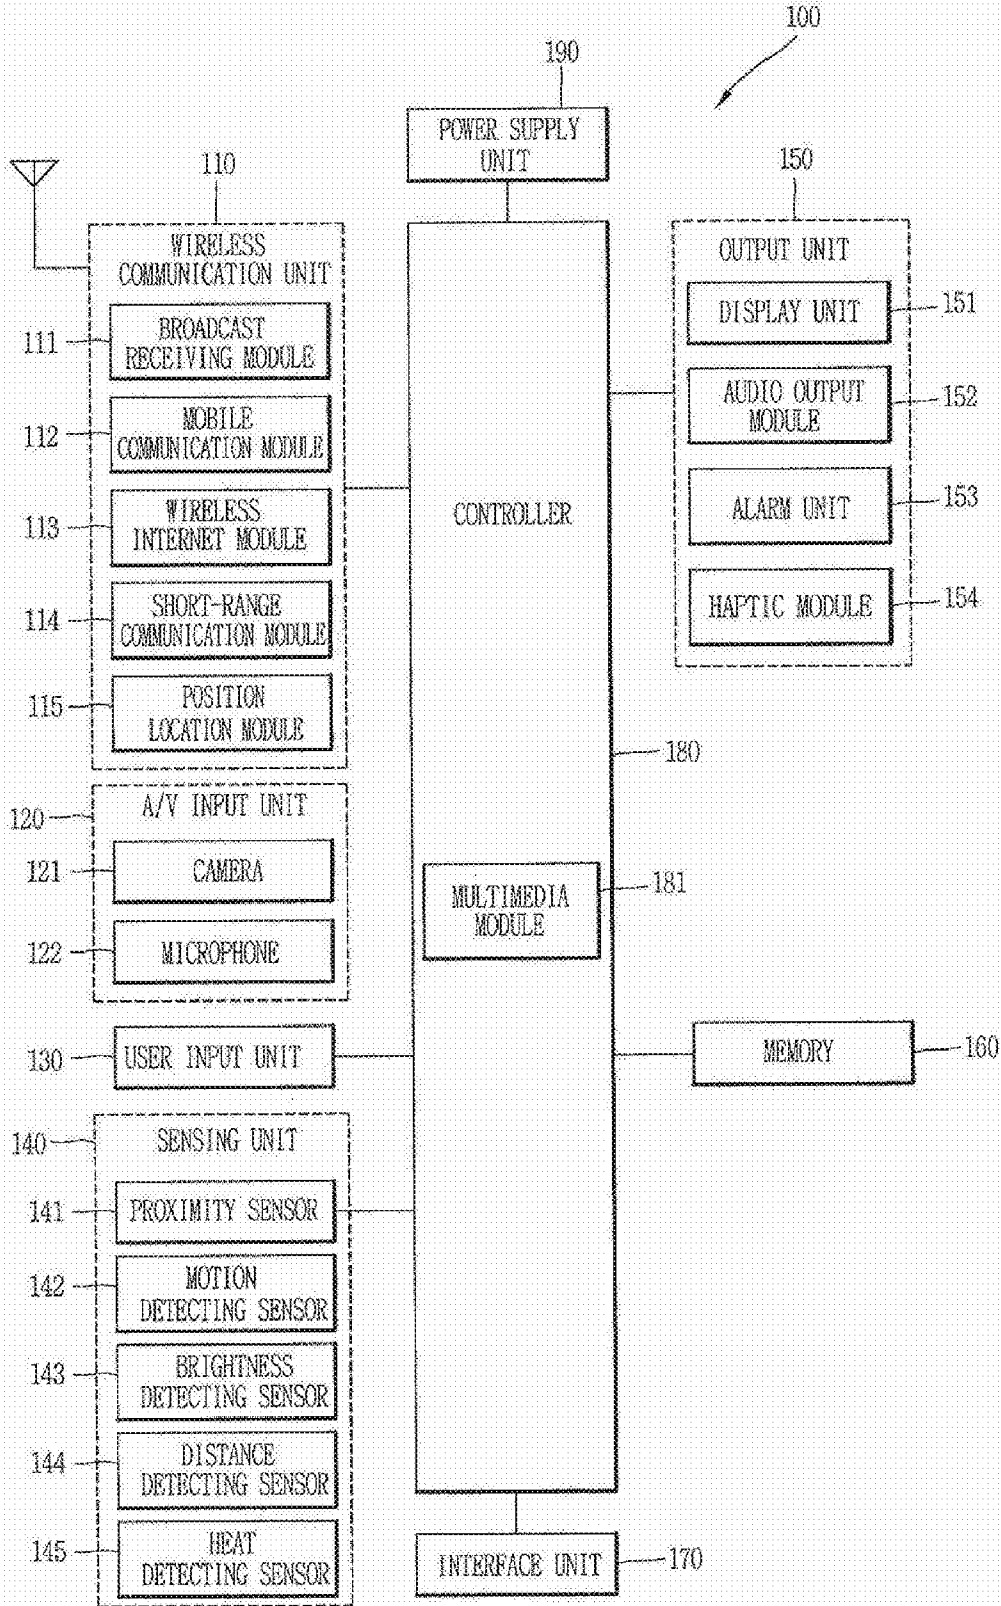 100
190
POWER SUPPLY
UNIT
110
WIRELESS
COMMUNICATION UNIT
111
BROADCAST
RECEIVING MODULE
112
MOBILE
COMMUNICATION MODULE
113
WIRELESS
INTERNET MODULE
114
SHORT-RANGE
COMMUNICATION MODULE
115
POSITION
LOCATION MODULE
120
A/V INPUT UNIT
121
CAMERA
122
MICROPHONE
130
USER INPUT UNIT
140
SENSING UNIT
141
PROXIMITY SENSOR
142
MOTION
DETECTING SENSOR
143
BRIGHTNESS
DETECTING SENSOR
144
DISTANCE
DETECTING SENSOR
145
HEAT
DETECTING SENSOR
CONTROLLER
180
MULTIMEDIA
MODULE
181
150
OUTPUT UNIT
DISPLAY UNIT
151
AUDIO OUTPUT
MODULE
152
ALARM UNIT
153
HAPTIC MODULE
154
MEMORY
160
INTERFACE UNIT
170